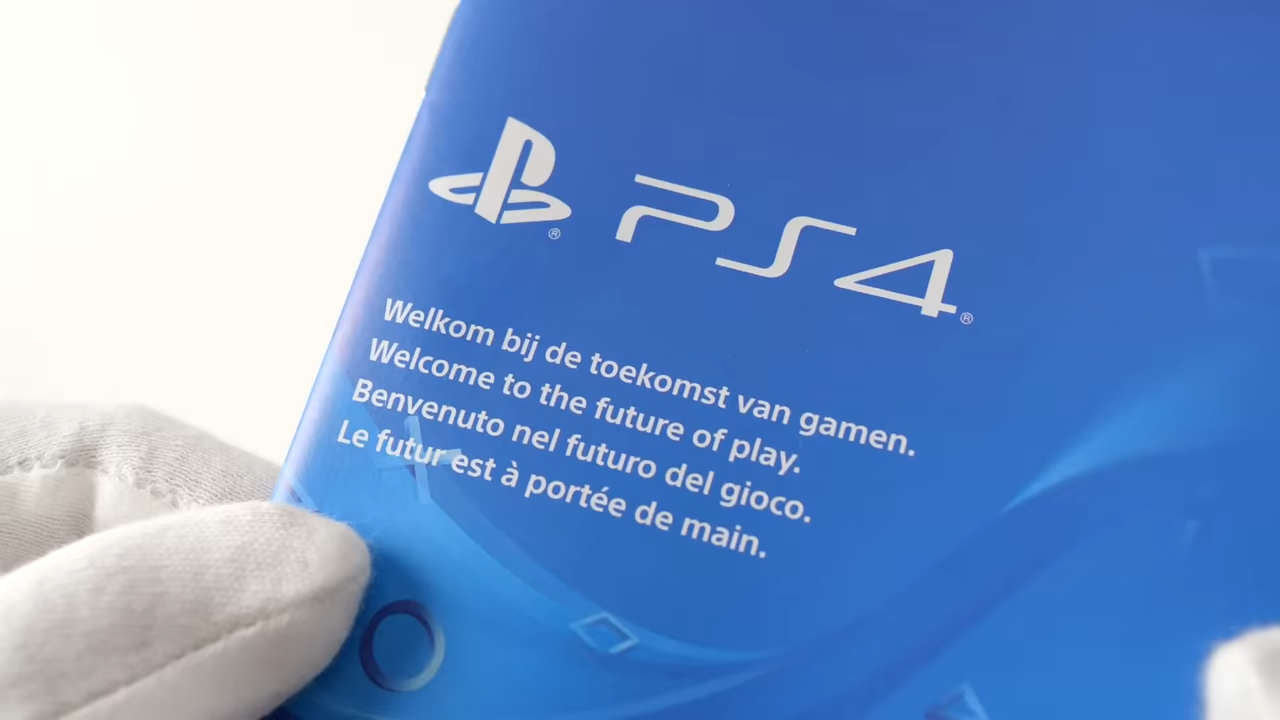 PS4®
Welkom bij de toekomst van gamen.
Welcome to the future of play.
Benvenuto nel futuro del gioco.
Le futur est à portée de main.